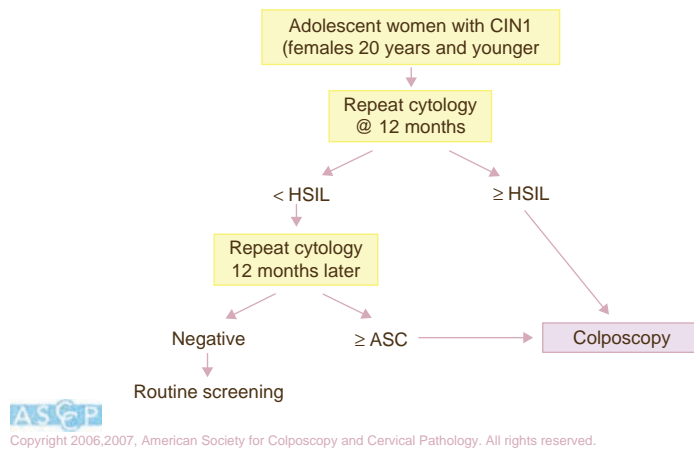 Adolescent women with CIN1
(females 20 years and younger
Repeat cytology
@ 12 months
< HSIL
≥ HSIL
Repeat cytology
12 months later
Negative
≥ ASC
Colposcopy
Routine screening
ASCCP
Copyright 2006,2007, American Society for Colposcopy and Cervical Pathology. All rights reserved.